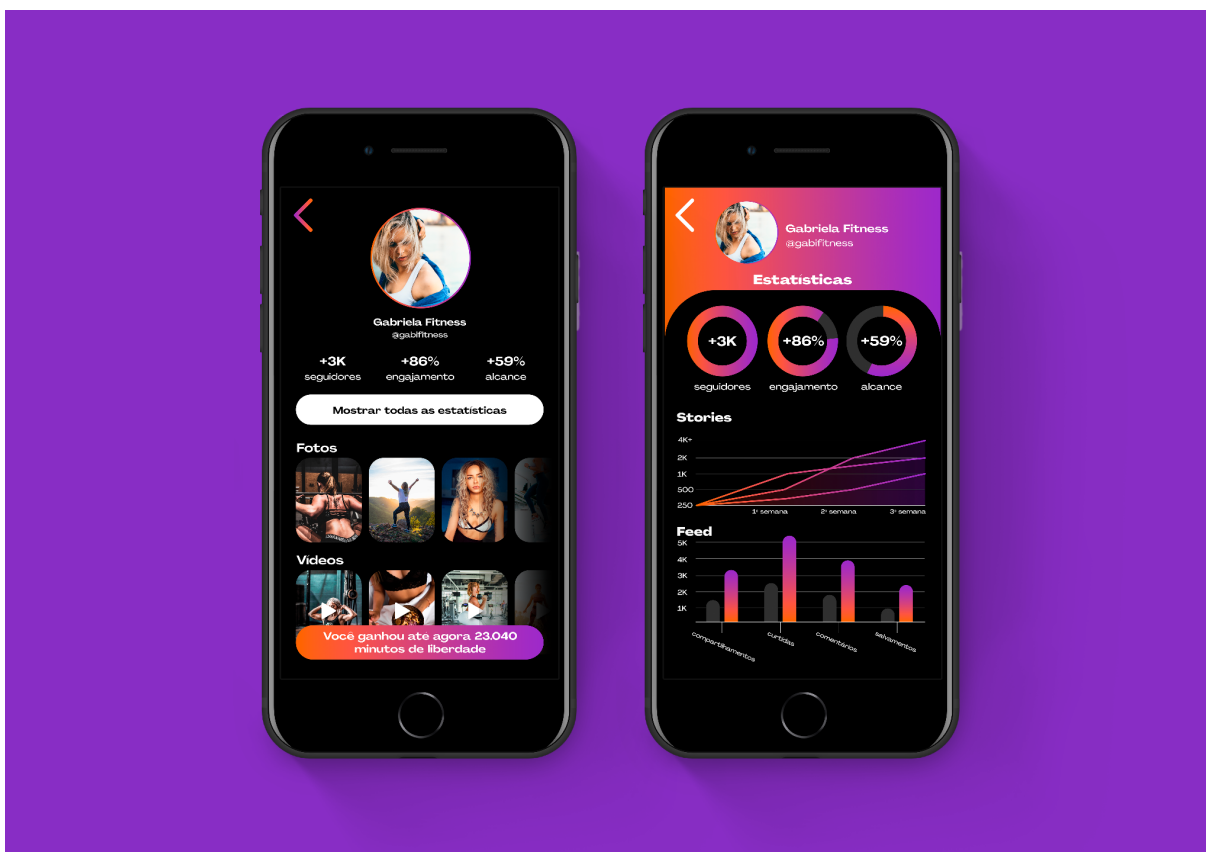 Gabriela Fitness
@gabifitness
+3K +86% +59%
seguidores engajamento alcance
Mostrar todas as estatísticas
Fotos
Vídeos
Você ganhou até agora 23.040
minutos de liberdade
Gabriela Fitness
@gabifitness
Estatísticas
+3K +86% +59%
seguidores engajamento alcance
Stories
4K+
2K
1K
500
250
1ª semana 2ª semana 3ª semana
Feed
5K
4K
3K
2K
1K
compartilhamentos curtidas comentários salvamentos